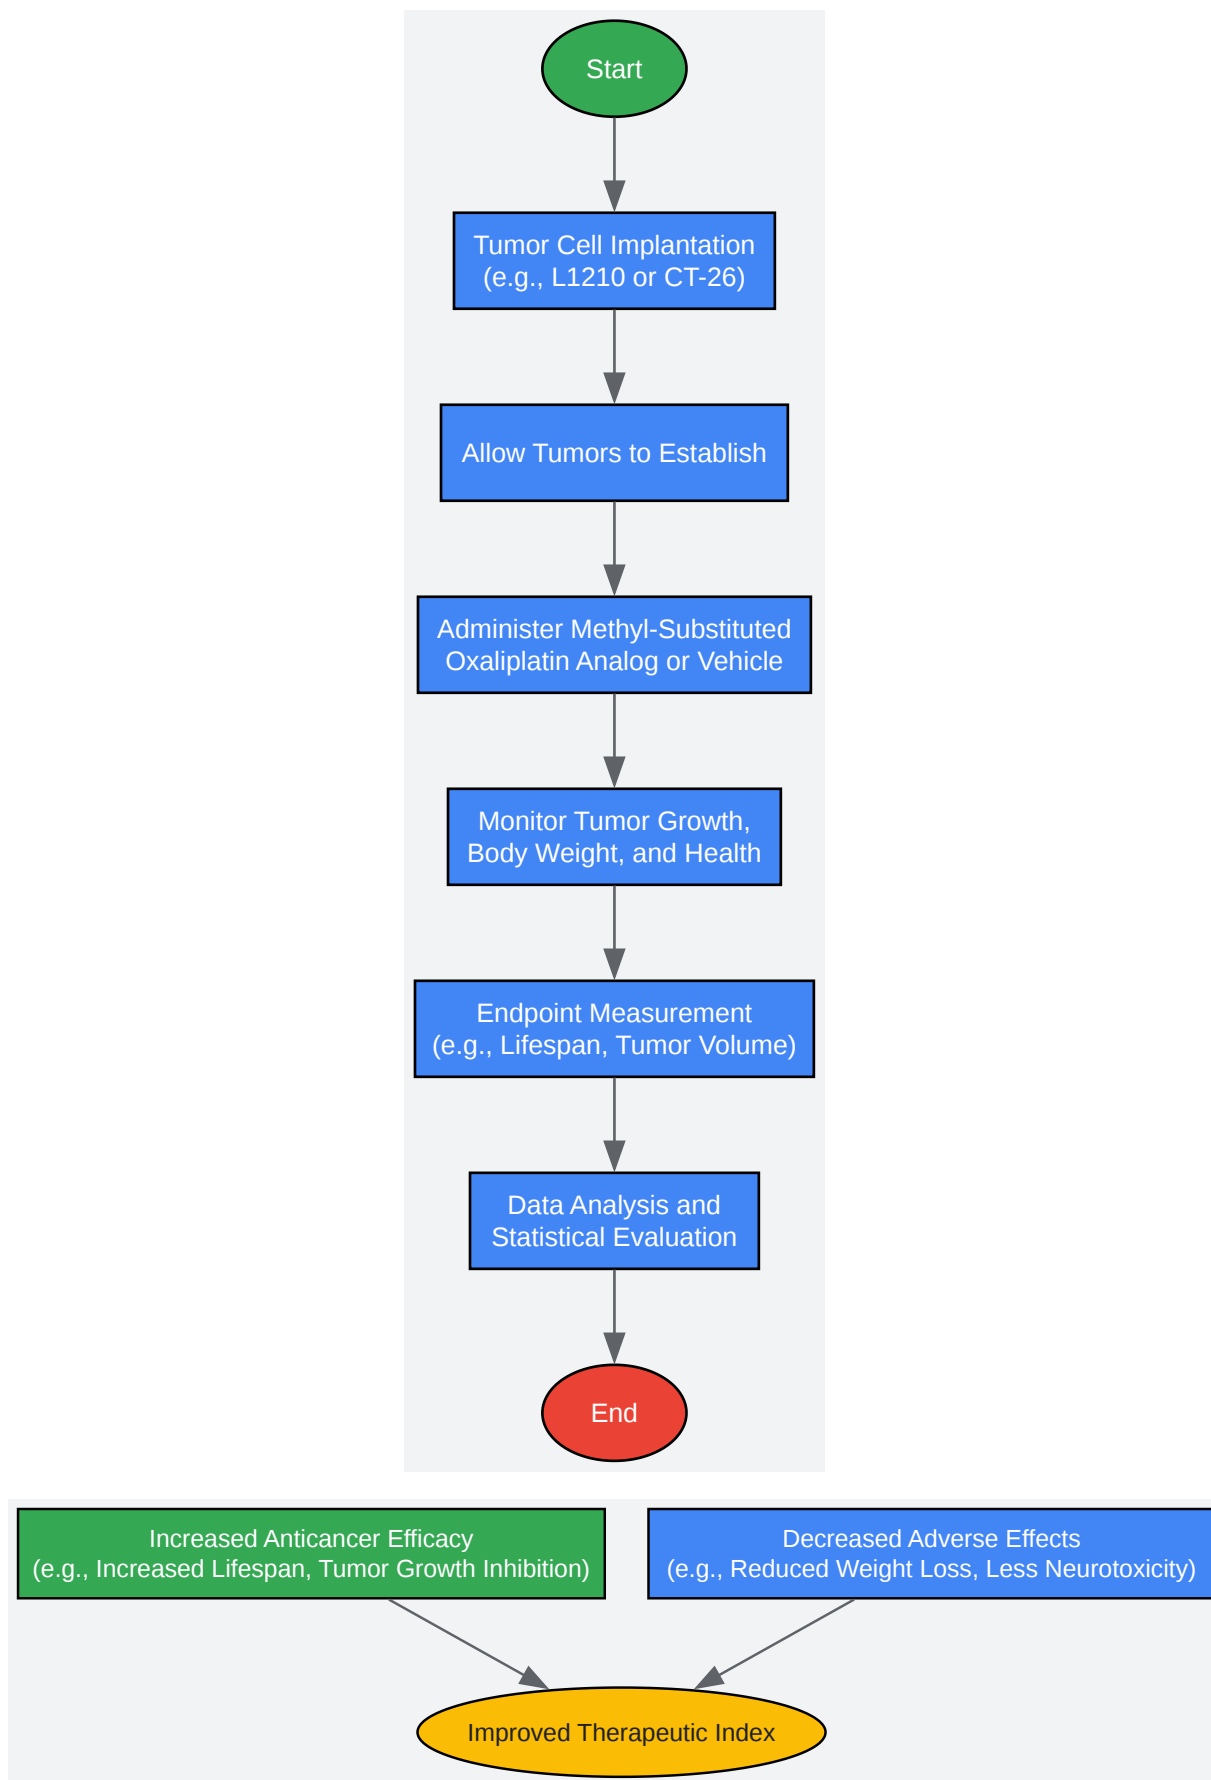 Start
Tumor Cell Implantation
(e.g., L1210 or CT-26)
Allow Tumors to Establish
Administer Methyl-Substituted
Oxaliplatin Analog or Vehicle
Monitor Tumor Growth,
Body Weight, and Health
Endpoint Measurement
(e.g., Lifespan, Tumor Volume)
Data Analysis and
Statistical Evaluation
End
Increased Anticancer Efficacy
(e.g., Increased Lifespan, Tumor Growth Inhibition)
Decreased Adverse Effects
(e.g., Reduced Weight Loss, Less Neurotoxicity)
Improved Therapeutic Index